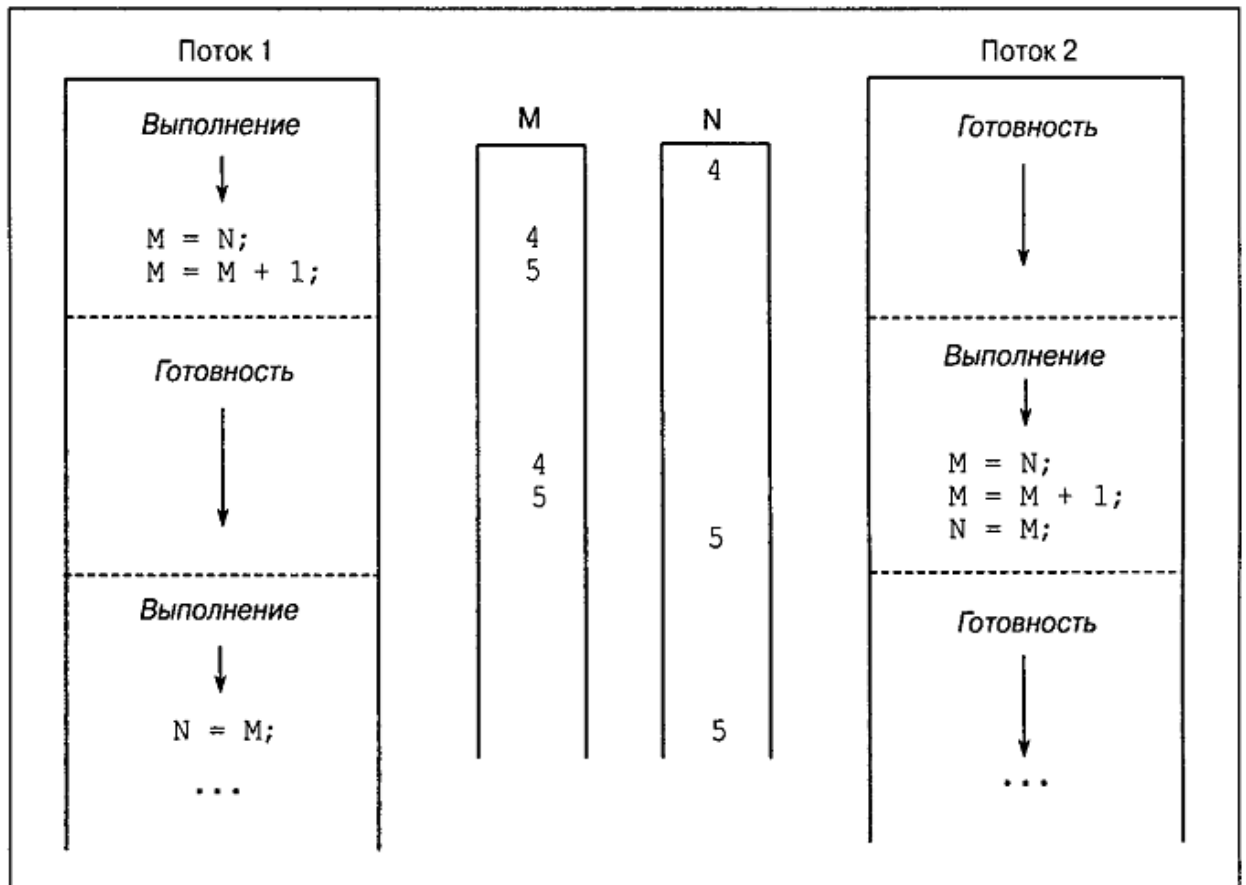 Поток 1
Выполнение
M = N;
M = M + 1;
Готовность
Выполнение
N = M;
...
M
4
5
4
5
N
4
5
5
Поток 2
Готовность
Выполнение
M = N;
M = M + 1;
N = M;
Готовность
...